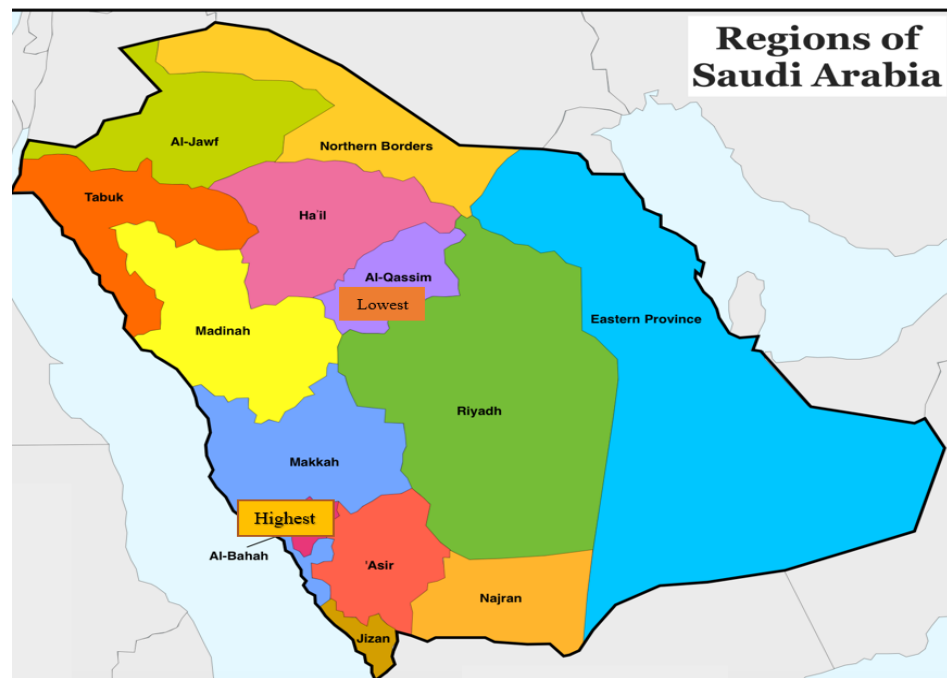 Regions of
Saudi Arabia
Al-Jawf
Northern Borders
Tabuk
Ha'il
Al-Qassim
Lowest
Eastern Province
Madinah
Riyadh
Makkah
Highest
Al-Bahah
'Asir
Najran
Jizan